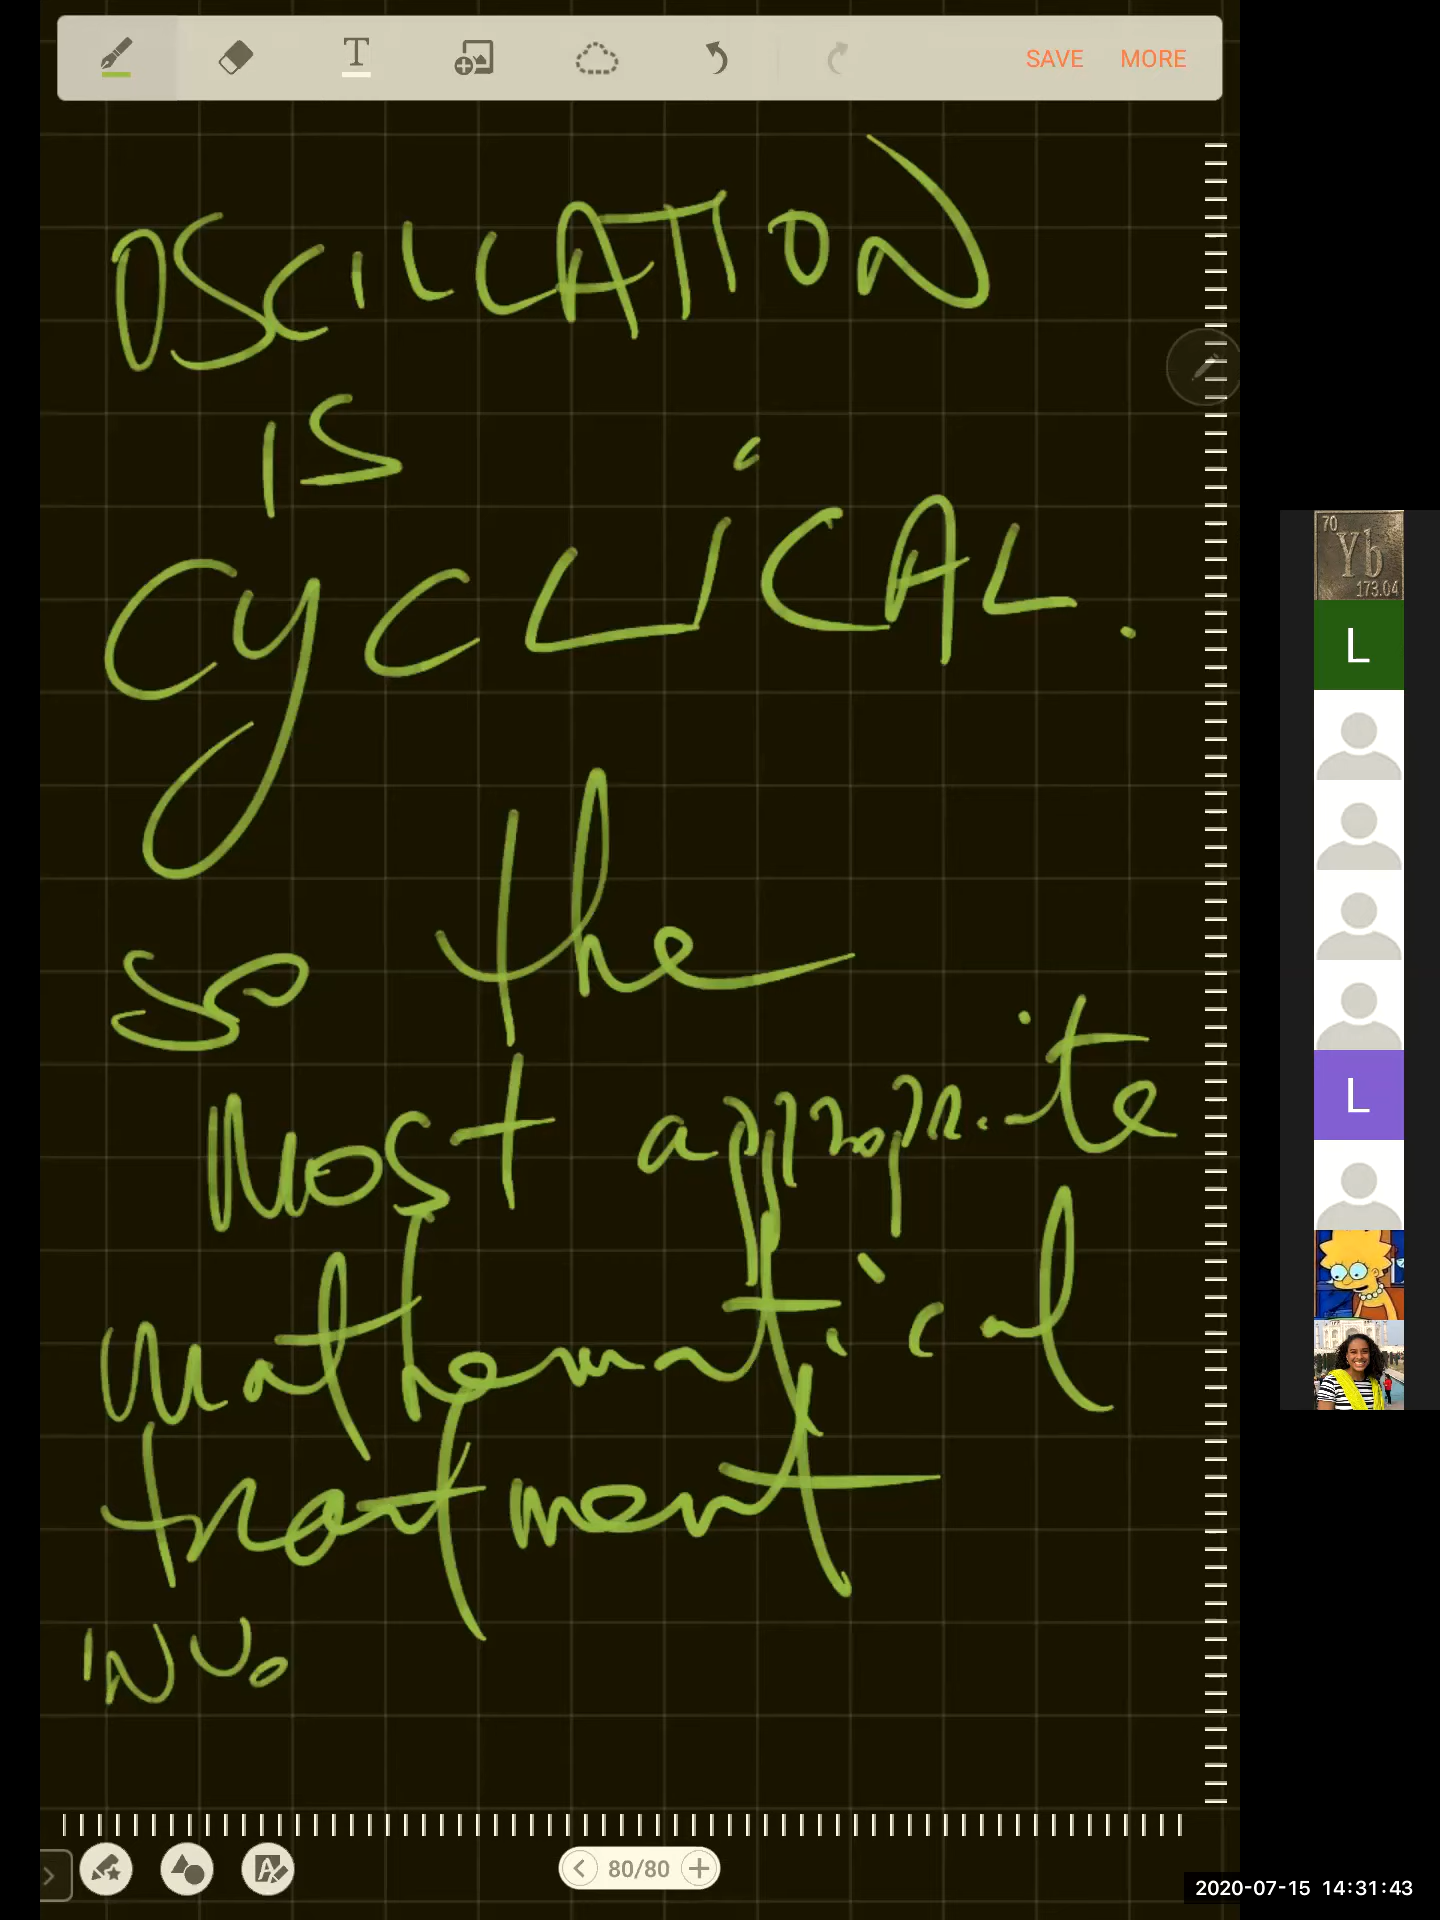 SAVE MORE
OSCILLATION
IS
CYCLICAL.
so the
Most appropriate
mathematical
treatment
INVO
70
Yb
173.04
L
L
80/80
2020-07-15 14:31:43